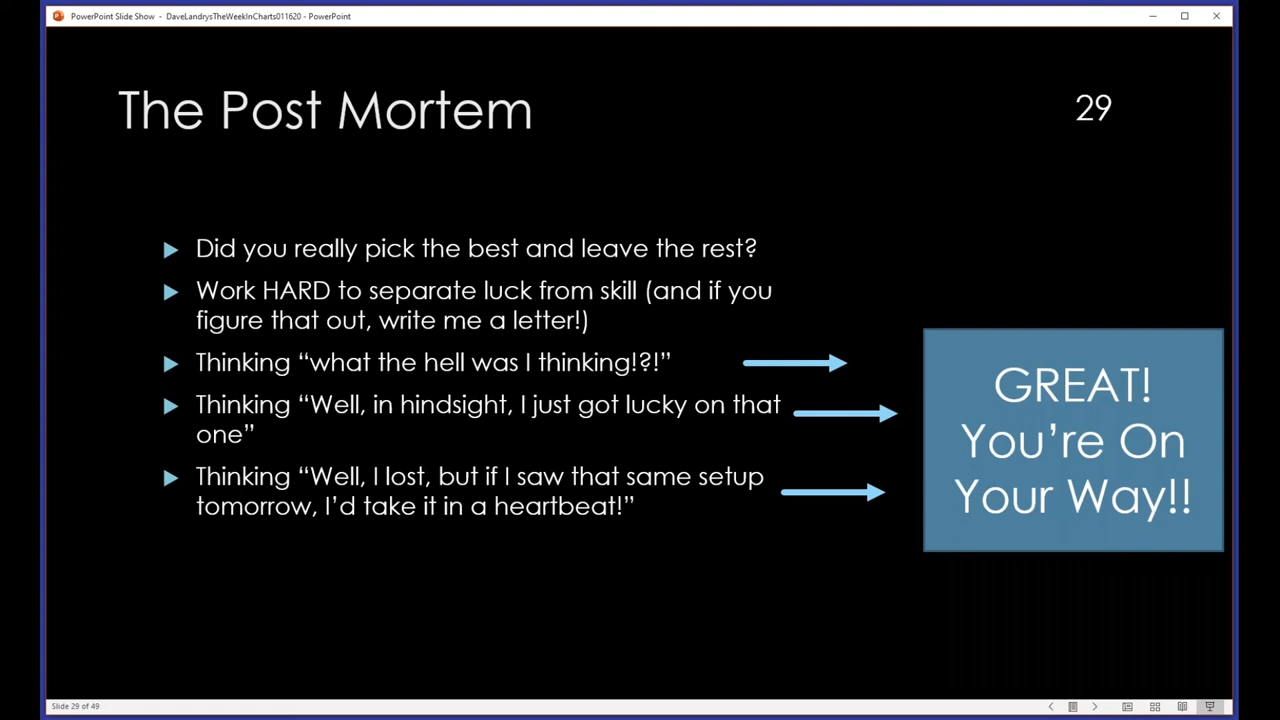 PowerPoint Slide Show - DaveLandrysTheWeekInCharts011620 - PowerPoint
The Post Mortem
29
Did you really pick the best and leave the rest?
Work HARD to separate luck from skill (and if you
figure that out, write me a letter!)
Thinking “what the hell was I thinking!?!”
Thinking “Well, in hindsight, I just got lucky on that
one”
Thinking “Well, I lost, but if I saw that same setup
tomorrow, I’d take it in a heartbeat!”
GREAT!
You’re On
Your Way!!
Slide 29 of 49